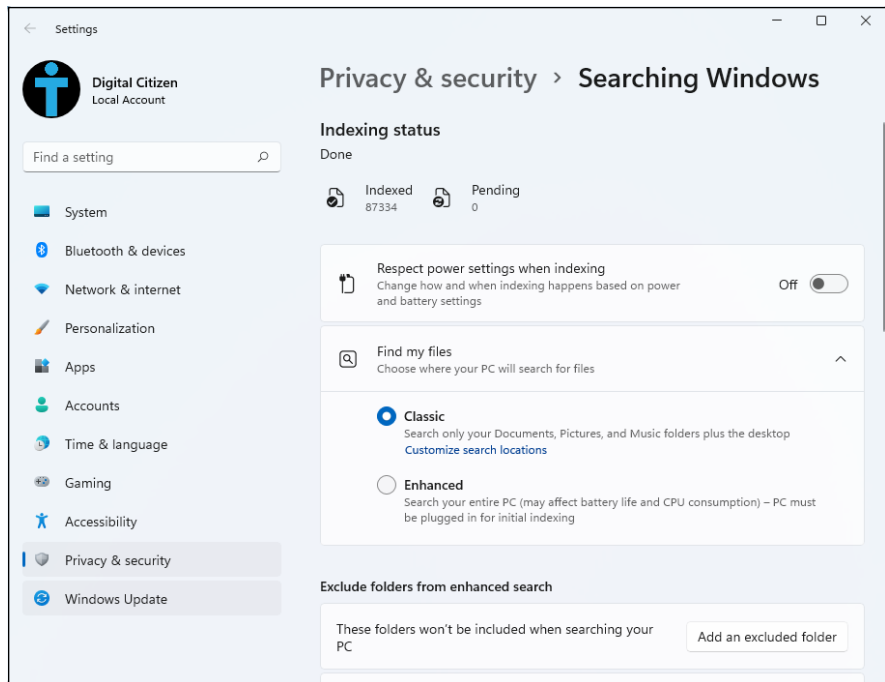 Settings
Digital Citizen
Local Account
Find a setting
System
Bluetooth & devices
Network & internet
Personalization
Apps
Accounts
Time & language
Gaming
Accessibility
Privacy & security
Windows Update
Privacy & security > Searching Windows
Indexing status
Done
Indexed
87334
Pending
0
Respect power settings when indexing
Change how and when indexing happens based on power
and battery settings
Off
Find my files
Choose where your PC will search for files
Classic
Search only your Documents, Pictures, and Music folders plus the desktop
Customize search locations
Enhanced
Search your entire PC (may affect battery life and CPU consumption) – PC must
be plugged in for initial indexing
Exclude folders from enhanced search
These folders won't be included when searching your
PC
Add an excluded folder